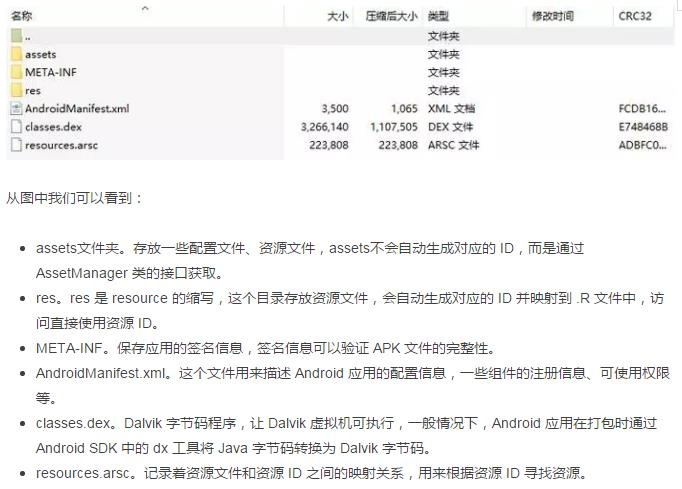 名称 大小 压缩后大小 类型 修改时间 CRC32
.. 文件夹
assets 文件夹
META-INF 文件夹
res 文件夹
AndroidManifest.xml 3,500 1,065 XML 文档 FCDB16...
classes.dex 3,266,140 1,107,505 DEX 文件 E748468B
resources.arsc 223,808 223,808 ARSC 文件 ADBFC0...
从图中我们可以看到：
• assets文件夹。存放一些配置文件、资源文件，assets不会自动生成对应的 ID，而是通过
AssetManager 类的接口获取。
• res。res 是 resource 的缩写，这个目录存放资源文件，会自动生成对应的 ID 并映射到 .R 文件中，访
问直接使用资源 ID。
• META-INF。保存应用的签名信息，签名信息可以验证 APK 文件的完整性。
• AndroidManifest.xml。这个文件用来描述 Android 应用的配置信息，一些组件的注册信息、可使用权限
等。
• classes.dex。Dalvik 字节码程序，让 Dalvik 虚拟机可执行，一般情况下，Android 应用在打包时通过
Android SDK 中的 dx 工具将 Java 字节码转换为 Dalvik 字节码。
• resources.arsc。记录着资源文件和资源 ID 之间的映射关系，用来根据资源 ID 寻找资源。